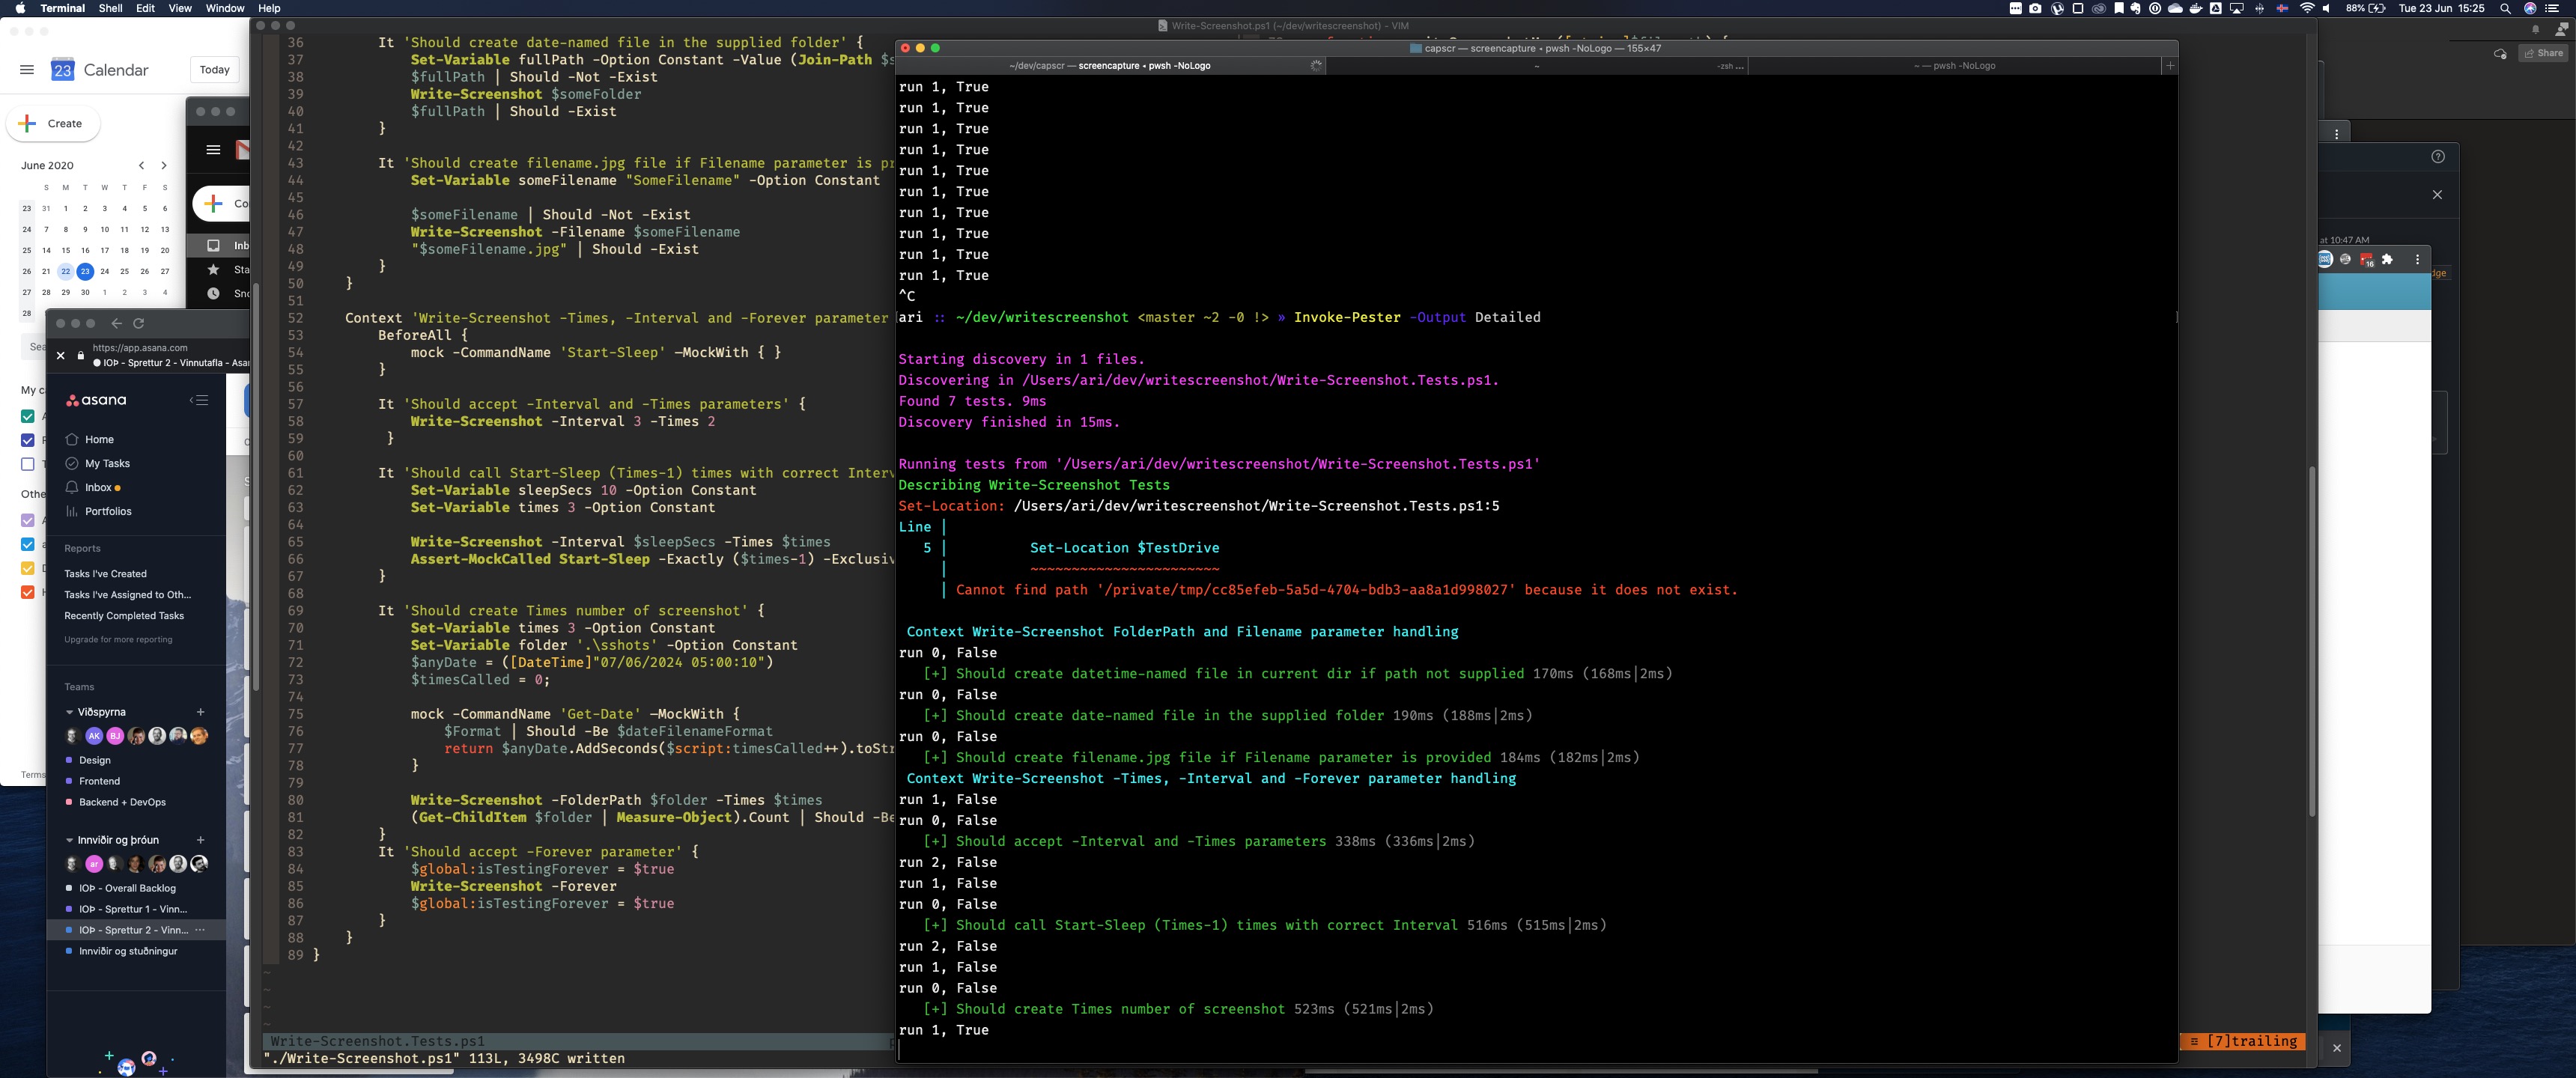 Terminal Shell Edit View Window Help
88% Tue 23 Jun 15:25
Write-Screenshot.ps1 (~/dev/writescreenshot) - VIM
23 Calendar Today
Create
June 2020
S M T W T F S
23 31 1 2 3 4 5 6
24 7 8 9 10 11 12 13
25 14 15 16 17 18 19 20
26 21 22 23 24 25 26 27
27 28 29 30 1 2 3 4
28
Sea
My ca
Othe
Terms
Co
Inb
Sta
Sno
https://app.asana.com
IOÞ - Sprettur 2 - Vinnutafla - Asa
asana
Home
My Tasks
Inbox
Portfolios
Reports
Tasks I've Created
Tasks I've Assigned to Oth...
Recently Completed Tasks
Upgrade for more reporting
Teams
Viðspyrna +
AK BJ
Design
Frontend
Backend + DevOps
Innviðir og þróun +
ar
IOÞ - Overall Backlog
IOÞ - Sprettur 1 - Vinn...
IOÞ - Sprettur 2 - Vinn... ...
Innviðir og stuðningur
36 It 'Should create date-named file in the supplied folder' {
37 Set-Variable fullPath -Option Constant -Value (Join-Path $s
38 $fullPath | Should -Not -Exist
39 Write-Screenshot $someFolder
40 $fullPath | Should -Exist
41 }
42
43 It 'Should create filename.jpg file if Filename parameter is pr
44 Set-Variable someFilename "SomeFilename" -Option Constant
45
46 $someFilename | Should -Not -Exist
47 Write-Screenshot -Filename $someFilename
48 "$someFilename.jpg" | Should -Exist
49 }
50 }
51
52 Context 'Write-Screenshot -Times, -Interval and -Forever parameter
53 BeforeAll {
54 mock -CommandName 'Start-Sleep' –MockWith { }
55 }
56
57 It 'Should accept -Interval and -Times parameters' {
58 Write-Screenshot -Interval 3 -Times 2
59 }
60
61 It 'Should call Start-Sleep (Times-1) times with correct Interv
62 Set-Variable sleepSecs 10 -Option Constant
63 Set-Variable times 3 -Option Constant
64
65 Write-Screenshot -Interval $sleepSecs -Times $times
66 Assert-MockCalled Start-Sleep -Exactly ($times-1) -Exclusiv
67 }
68
69 It 'Should create Times number of screenshot' {
70 Set-Variable times 3 -Option Constant
71 Set-Variable folder '.\sshots' -Option Constant
72 $anyDate = ([DateTime]"07/06/2024 05:00:10")
73 $timesCalled = 0;
74
75 mock -CommandName 'Get-Date' –MockWith {
76 $Format | Should -Be $dateFilenameFormat
77 return $anyDate.AddSeconds($script:timesCalled++).toStr
78 }
79
80 Write-Screenshot -FolderPath $folder -Times $times
81 (Get-ChildItem $folder | Measure-Object).Count | Should -Be
82 }
83 It 'Should accept -Forever parameter' {
84 $global:isTestingForever = $true
85 Write-Screenshot -Forever
86 $global:isTestingForever = $true
87 }
88 }
89 }
~
~
~
~
Write-Screenshot.Tests.ps1
"./Write-Screenshot.ps1" 113L, 3498C written
[7]trailing
capscr — screencapture • pwsh -NoLogo — 155×47
~/dev/capscr — screencapture • pwsh -NoLogo
~ -zsh ...
~ — pwsh -NoLogo
+
run 1, True
run 1, True
run 1, True
run 1, True
run 1, True
run 1, True
run 1, True
run 1, True
run 1, True
run 1, True
^C
ari :: ~/dev/writescreenshot <master ~2 -0 !> » Invoke-Pester -Output Detailed
Starting discovery in 1 files.
Discovering in /Users/ari/dev/writescreenshot/Write-Screenshot.Tests.ps1.
Found 7 tests. 9ms
Discovery finished in 15ms.
Running tests from '/Users/ari/dev/writescreenshot/Write-Screenshot.Tests.ps1'
Describing Write-Screenshot Tests
Set-Location: /Users/ari/dev/writescreenshot/Write-Screenshot.Tests.ps1:5
Line |
5 | Set-Location $TestDrive
| ~~~~~~~~~~~~~~~~~~~~~~~
| Cannot find path '/private/tmp/cc85efeb-5a5d-4704-bdb3-aa8a1d998027' because it does not exist.
Context Write-Screenshot FolderPath and Filename parameter handling
run 0, False
[+] Should create datetime-named file in current dir if path not supplied 170ms (168ms|2ms)
run 0, False
[+] Should create date-named file in the supplied folder 190ms (188ms|2ms)
run 0, False
[+] Should create filename.jpg file if Filename parameter is provided 184ms (182ms|2ms)
Context Write-Screenshot -Times, -Interval and -Forever parameter handling
run 1, False
run 0, False
[+] Should accept -Interval and -Times parameters 338ms (336ms|2ms)
run 2, False
run 1, False
run 0, False
[+] Should call Start-Sleep (Times-1) times with correct Interval 516ms (515ms|2ms)
run 2, False
run 1, False
run 0, False
[+] Should create Times number of screenshot 523ms (521ms|2ms)
run 1, True
Share
at 10:47 AM
16
dge